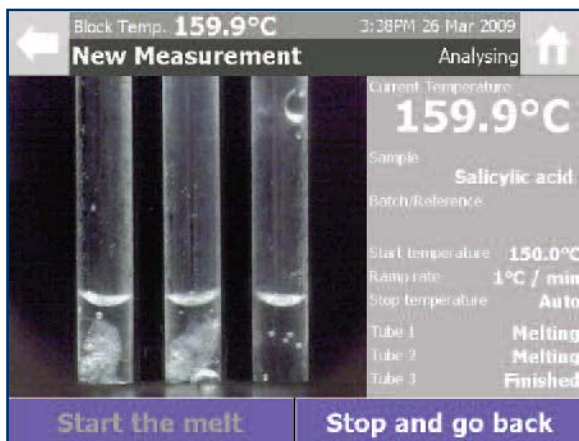 Block Temp. 159.9°C 3:38PM 26 Mar 2009
New Measurement Analysing
Current Temperature
159.9°C
Sample
Salicylic acid
Batch/Reference
Start temperature 150.0°C
Ramp rate 1°C / min
Stop temperature Auto
Tube 1 Melting
Tube 2 Melting
Tube 3 Finished
Start the melt Stop and go back